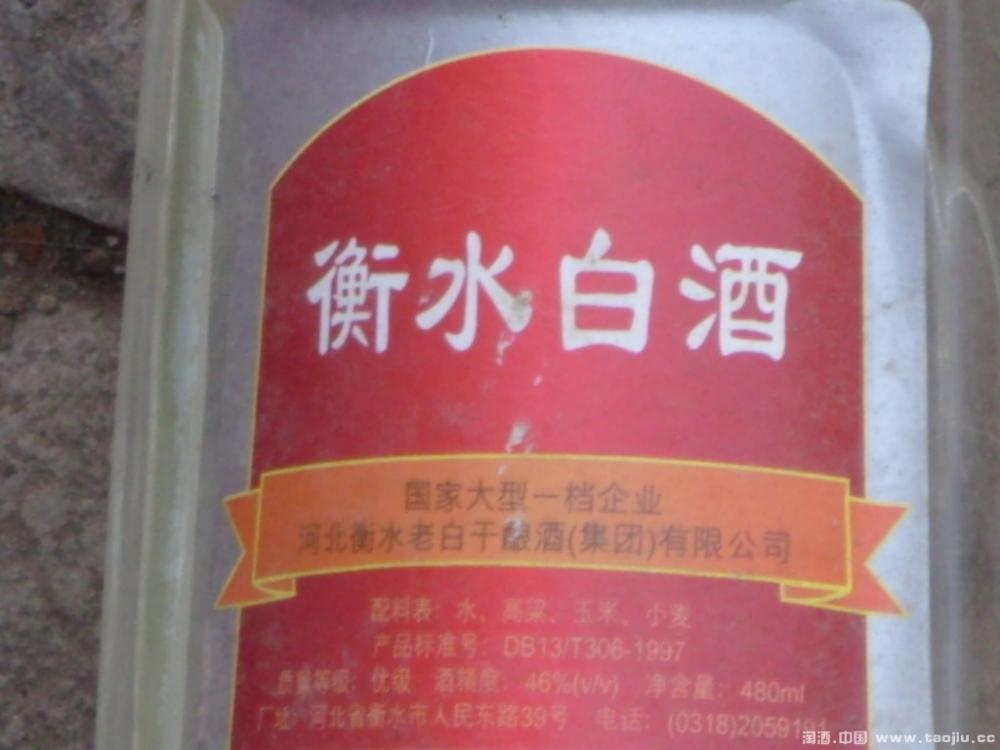 衡水白酒
国家大型一档企业
河北衡水老白干酿酒(集团)有限公司
配料表: 水、高粱、玉米、小麦
产品标准号: DB13/T306-1997
质量等级: 优级 酒精度: 46%(v/v) 净含量: 480ml
厂址: 河北省衡水市人民东路39号 电话: (0318)2059191
淘酒.中国 www.taojiu.cc